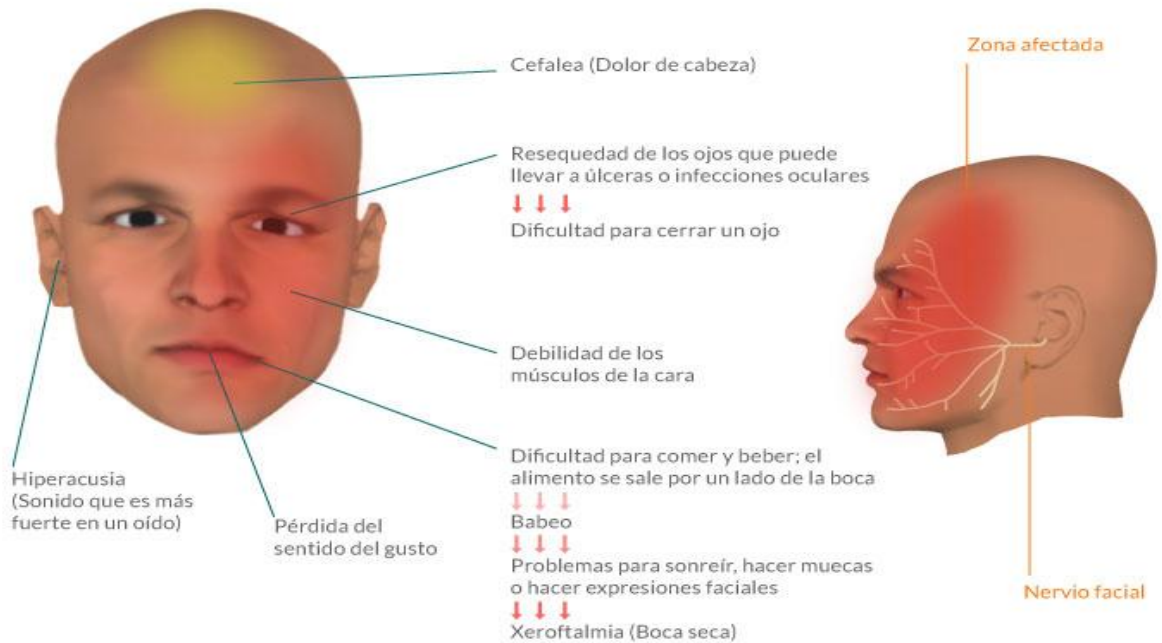 Cefalea (Dolor de cabeza)
Zona afectada
Resequedad de los ojos que puede
llevar a úlceras o infecciones oculares
Dificultad para cerrar un ojo
Debilidad de los
músculos de la cara
Dificultad para comer y beber; el
alimento se sale por un lado de la boca
Babeo
Problemas para sonreír, hacer muecas
o hacer expresiones faciales
Xeroftalmia (Boca seca)
Hiperacusia
(Sonido que es más
fuerte en un oído)
Pérdida del
sentido del gusto
Nervio facial